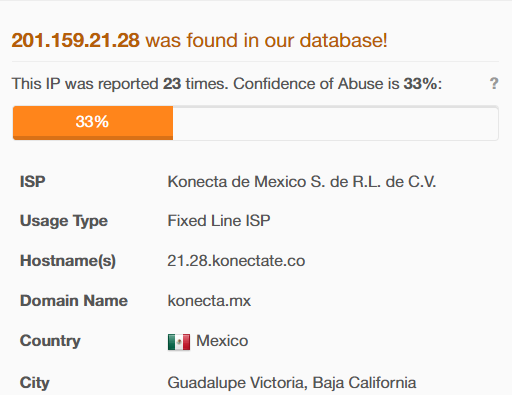 201.159.21.28 was found in our database!
This IP was reported 23 times. Confidence of Abuse is 33%: ?
33%
ISP Konecta de Mexico S. de R.L. de C.V.
Usage Type Fixed Line ISP
Hostname(s) 21.28.konectate.co
Domain Name konecta.mx
Country Mexico
City Guadalupe Victoria, Baja California